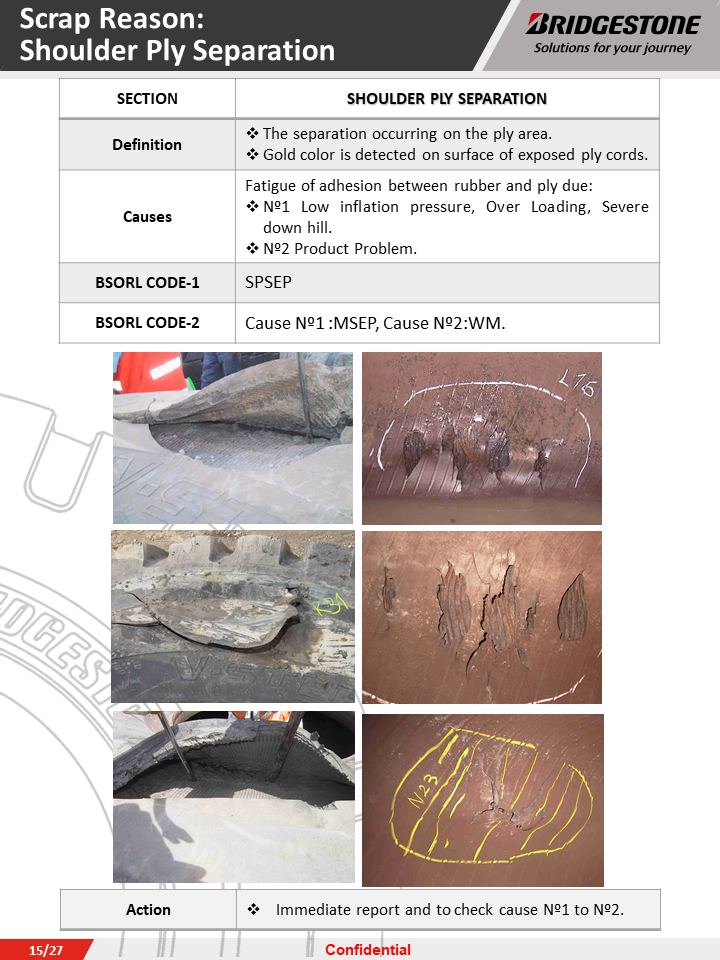 Scrap Reason:
Shoulder Ply Separation
BRIDGESTONE
Solutions for your journey
SECTION
SHOULDER PLY SEPARATION
Definition
❖ The separation occurring on the ply area.
❖ Gold color is detected on surface of exposed ply cords.
Causes
Fatigue of adhesion between rubber and ply due:
❖ Nº1 Low inflation pressure, Over Loading, Severe
down hill.
❖ Nº2 Product Problem.
BSORL CODE-1
SPSEP
BSORL CODE-2
Cause Nº1 :MSEP, Cause Nº2:WM.
V-STEEL
N23
Action
❖ Immediate report and to check cause Nº1 to Nº2.
15/27
Confidential